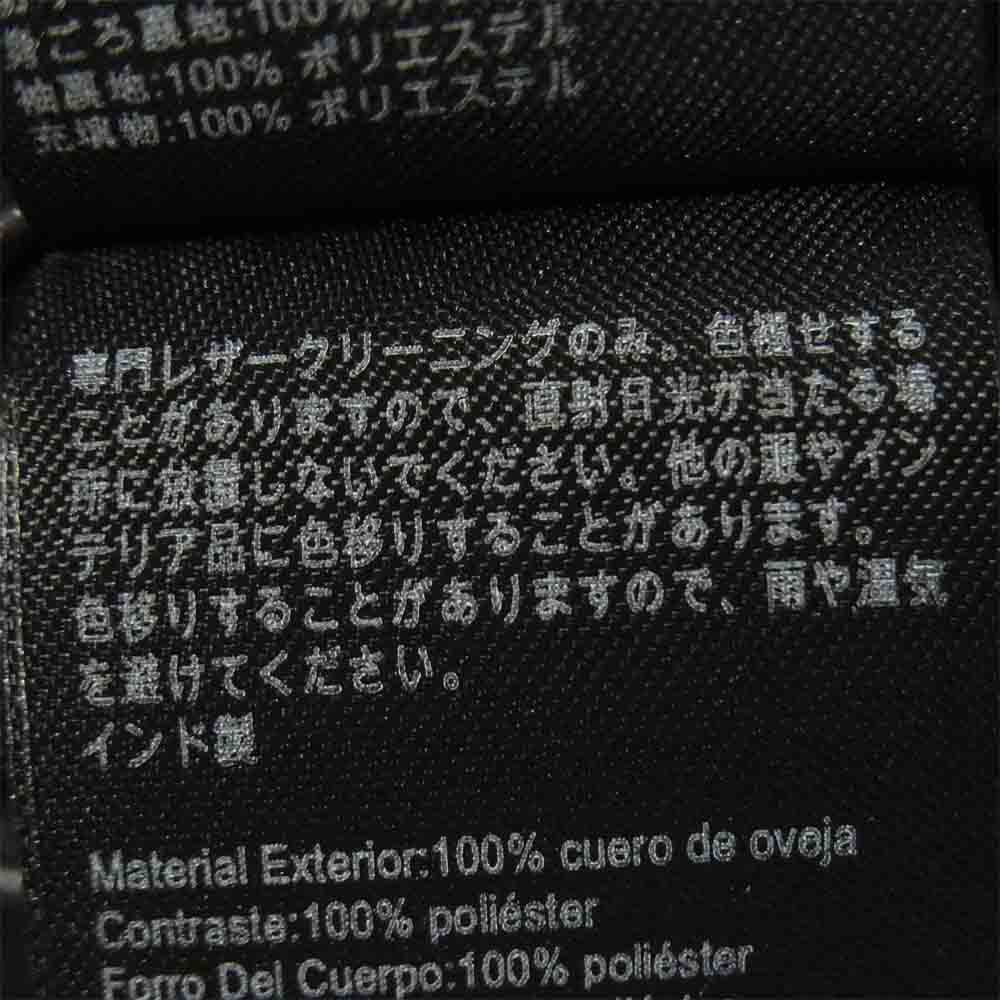 着ごろ裏地:100% ポ
袖裏地:100% ポリエステル
充填物:100% ポリエステル
専門レザークリーニングのみ。色褪せする
ことがありますので、直射日光が当たる場
所に放置しないでください。他の服やイン
テリア品に色移りすることがあります。
色移りすることがありますので、雨や湿気
を避けてください。
インド製
Material Exterior:100% cuero de oveja
Contraste:100% poliéster
Forro Del Cuerpo:100% poliéster